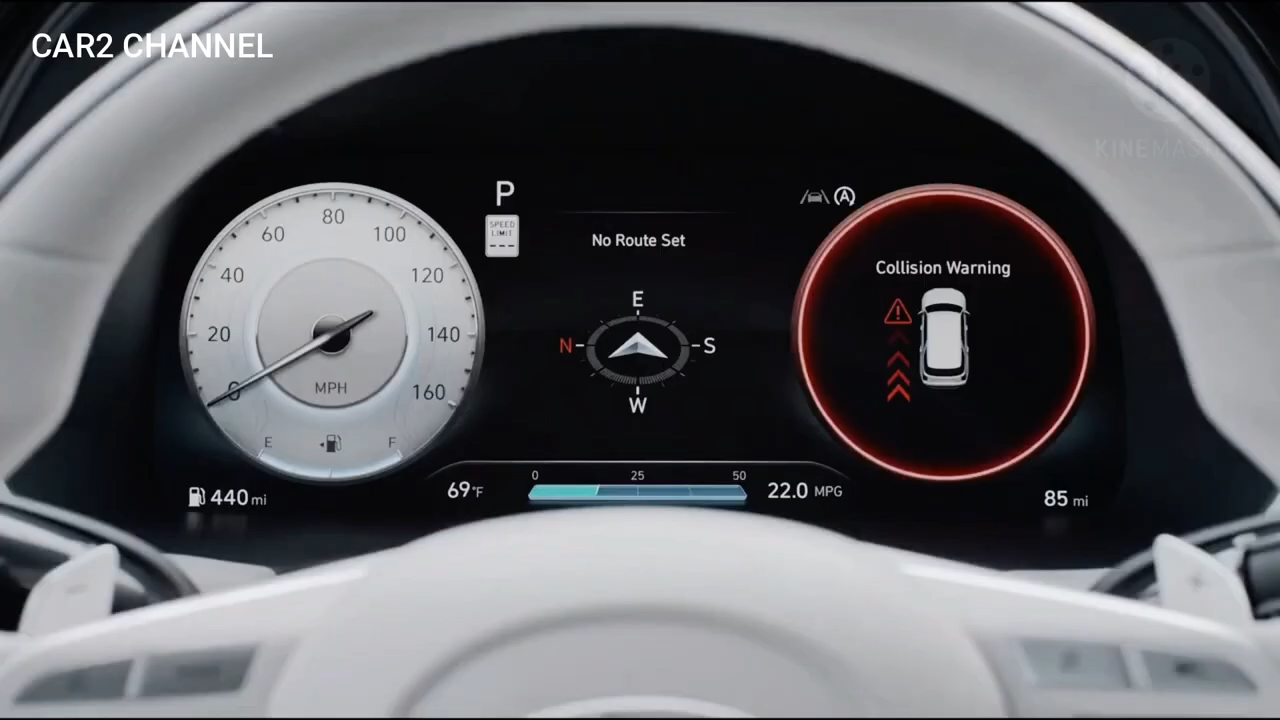 CAR2 CHANNEL
KINEMAS
P
SPEED
LIMIT
---
No Route Set
Collision Warning
0
20
40
60
80
100
120
140
160
MPH
E
F
N
E
S
W
A
440 mi
69°F
0
25
50
22.0 MPG
85 mi